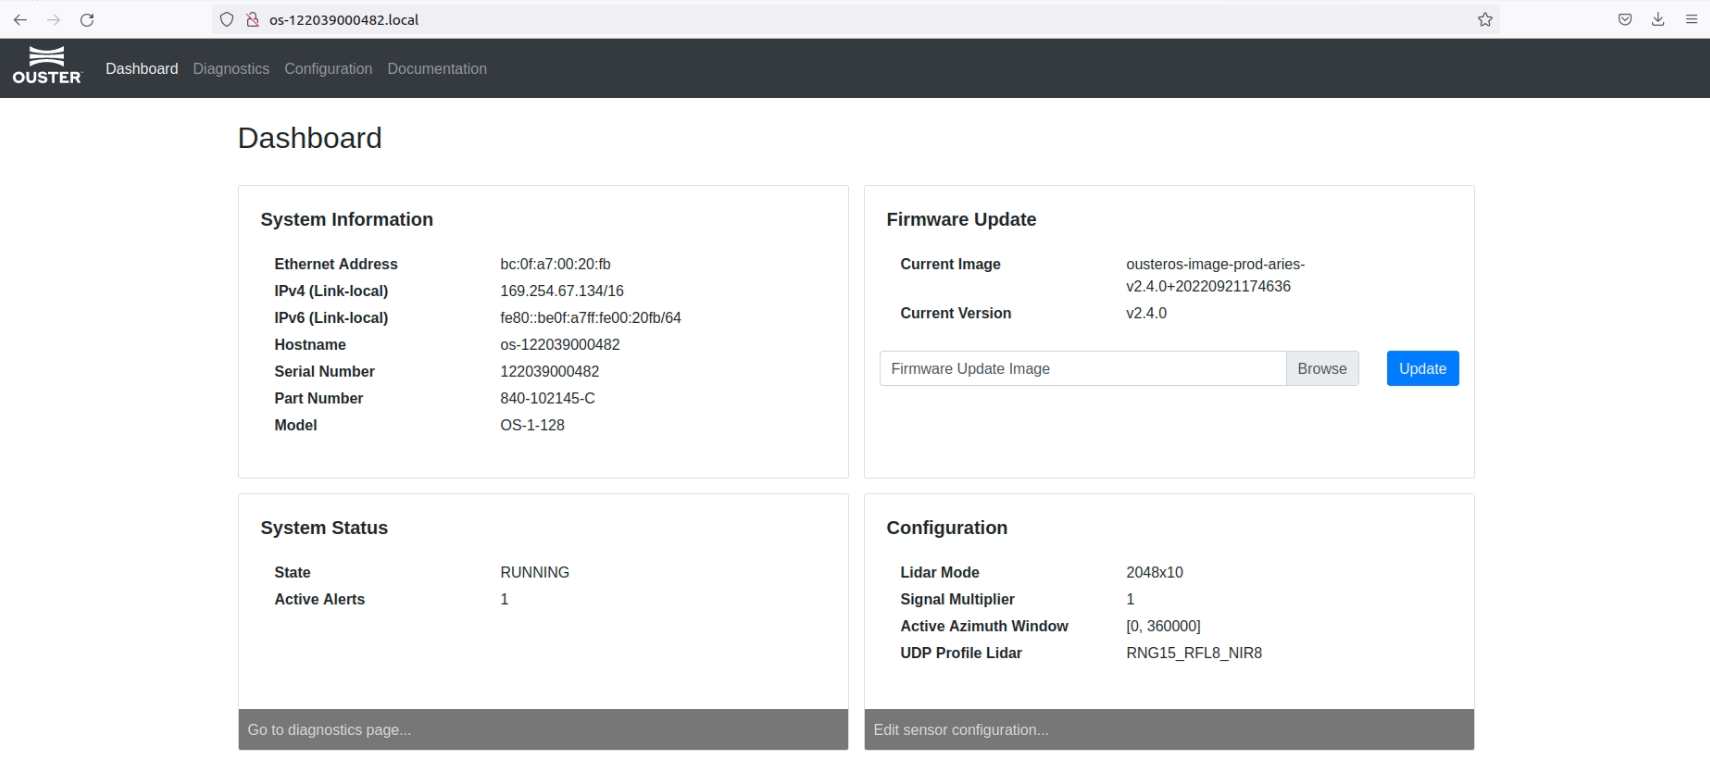 os-122039000482.local
OUSTER
Dashboard Diagnostics Configuration Documentation
Dashboard
System Information
Ethernet Address bc:0f:a7:00:20:fb
IPv4 (Link-local) 169.254.67.134/16
IPv6 (Link-local) fe80::be0f:a7ff:fe00:20fb/64
Hostname os-122039000482
Serial Number 122039000482
Part Number 840-102145-C
Model OS-1-128
Firmware Update
Current Image ousteros-image-prod-aries-
v2.4.0+20220921174636
Current Version v2.4.0
Firmware Update Image Browse Update
System Status
State RUNNING
Active Alerts 1
Go to diagnostics page...
Configuration
Lidar Mode 2048x10
Signal Multiplier 1
Active Azimuth Window [0, 360000]
UDP Profile Lidar RNG15_RFL8_NIR8
Edit sensor configuration...